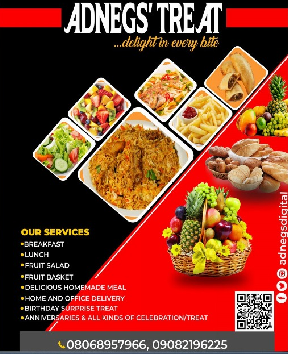 ADNEGS' TREAT
...delight in every bite
OUR SERVICES
•BREAKFAST
•LUNCH
•FRUIT SALAD
•FRUIT BASKET
•DELICIOUS HOMEMADE MEAL
•HOME AND OFFICE DELIVERY
•BIRTHDAY SURPRISE TREAT
•ANNIVERSARIES & ALL KINDS OF CELEBRATION/TREAT
adnegsdigital
08068957966, 09082196225